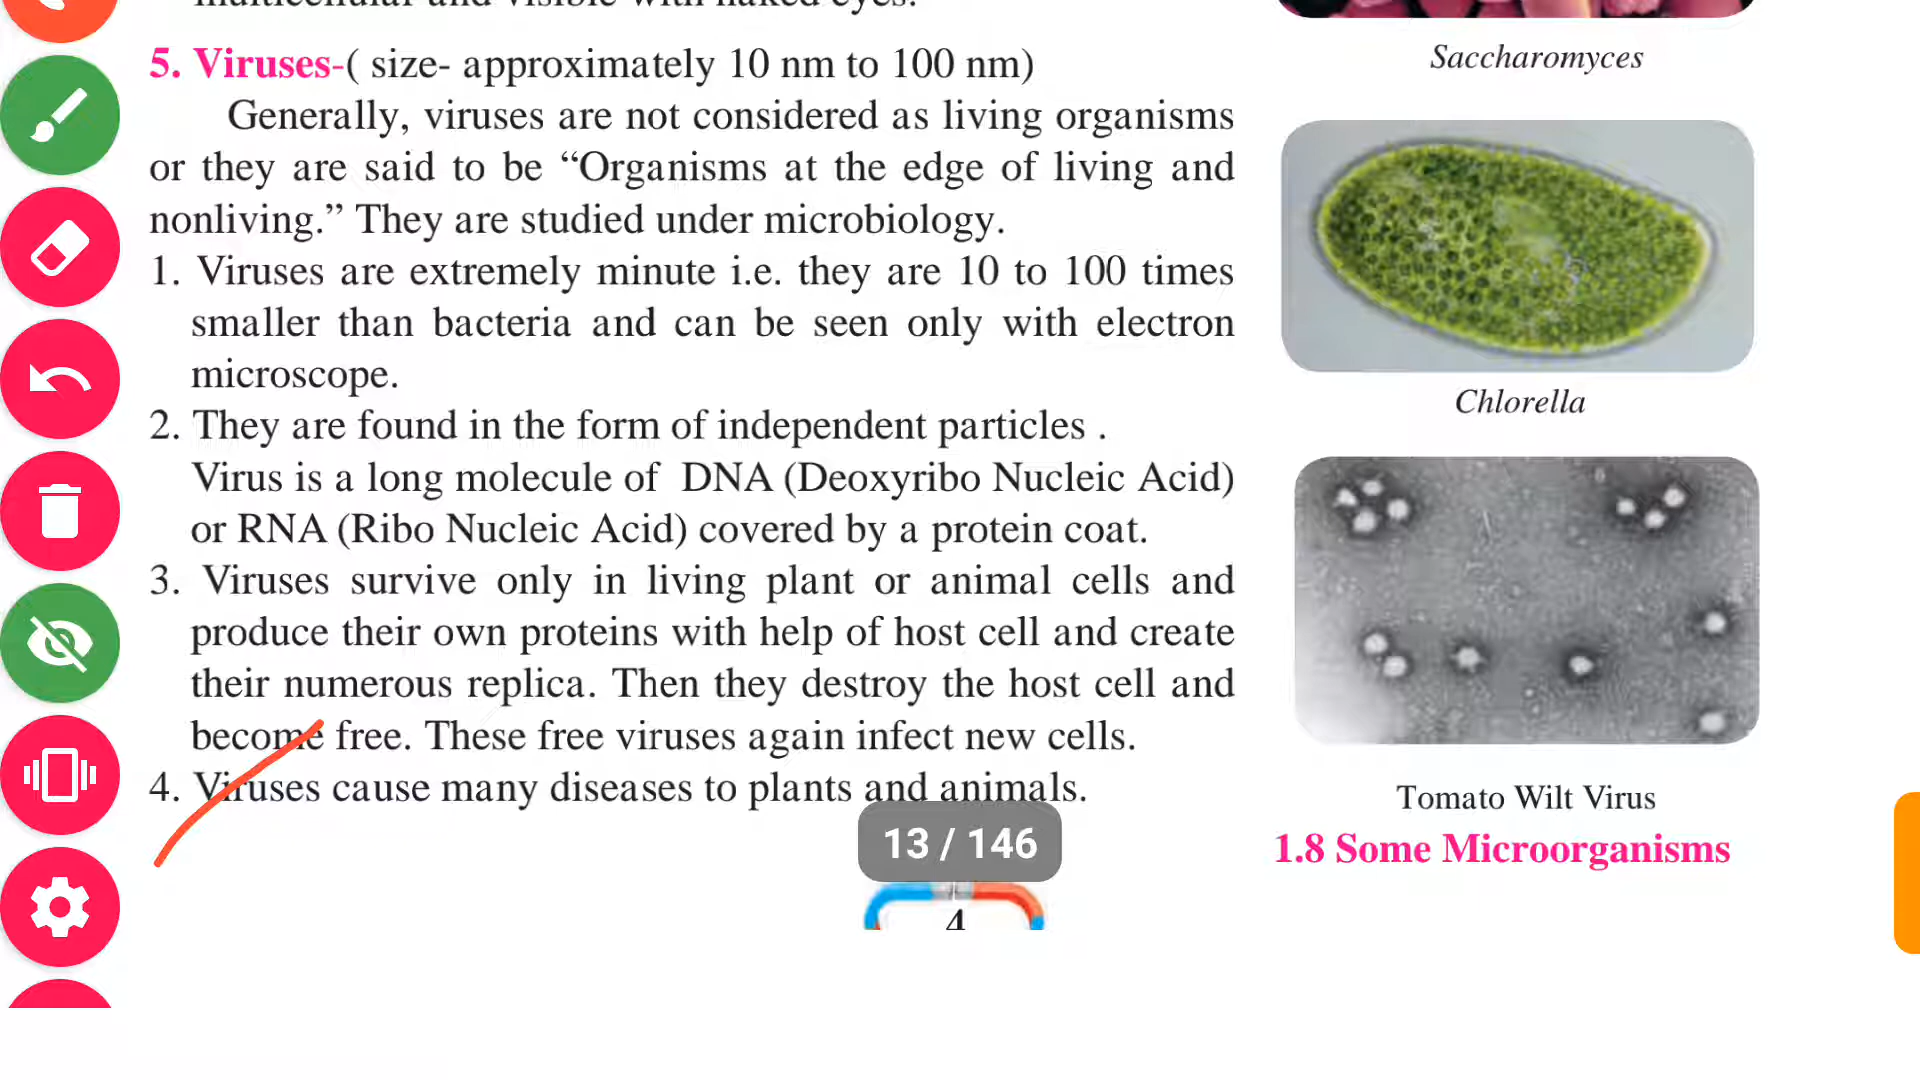 multicellular and visible with naked eyes.
5. Viruses-( size- approximately 10 nm to 100 nm)
Generally, viruses are not considered as living organisms
or they are said to be “Organisms at the edge of living and
nonliving.” They are studied under microbiology.
1. Viruses are extremely minute i.e. they are 10 to 100 times
smaller than bacteria and can be seen only with electron
microscope.
2. They are found in the form of independent particles .
Virus is a long molecule of DNA (Deoxyribo Nucleic Acid)
or RNA (Ribo Nucleic Acid) covered by a protein coat.
3. Viruses survive only in living plant or animal cells and
produce their own proteins with help of host cell and create
their numerous replica. Then they destroy the host cell and
become free. These free viruses again infect new cells.
4. Viruses cause many diseases to plants and animals.
13 / 146
4
Saccharomyces
Chlorella
Tomato Wilt Virus
1.8 Some Microorganisms